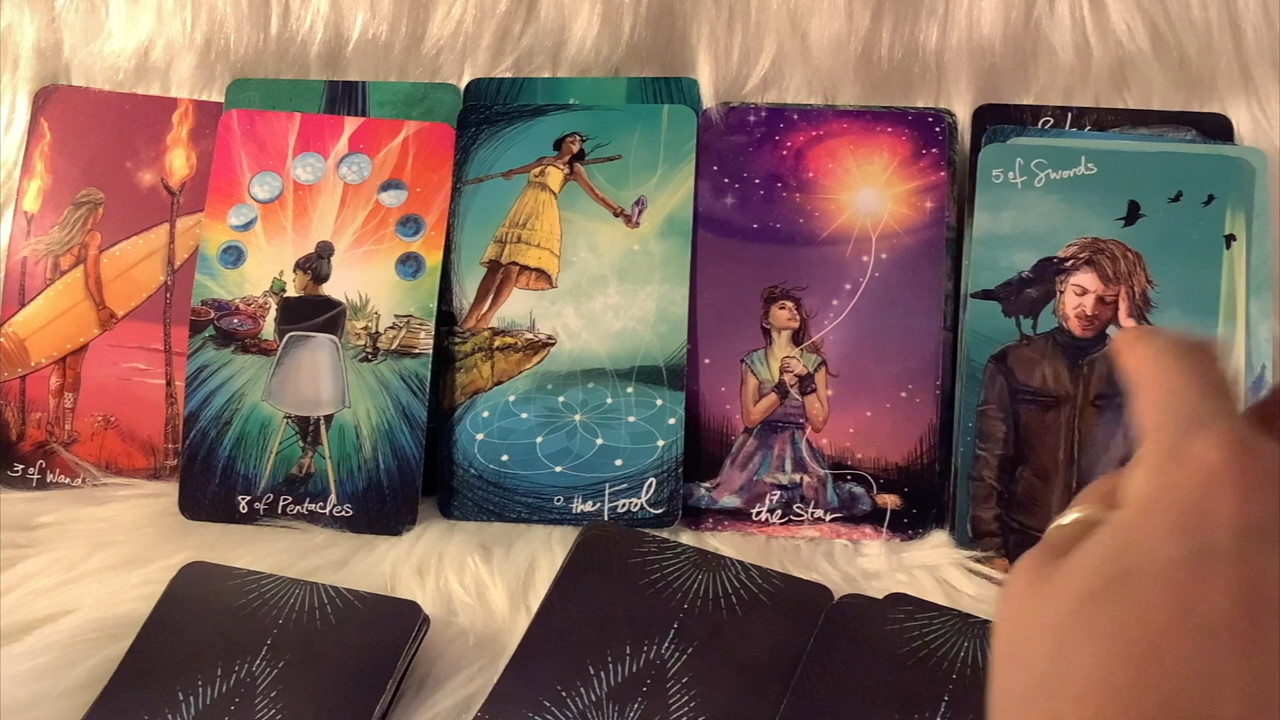 3 of Wands
8 of Pentacles
0 the Fool
17
the Star
5 of Swords